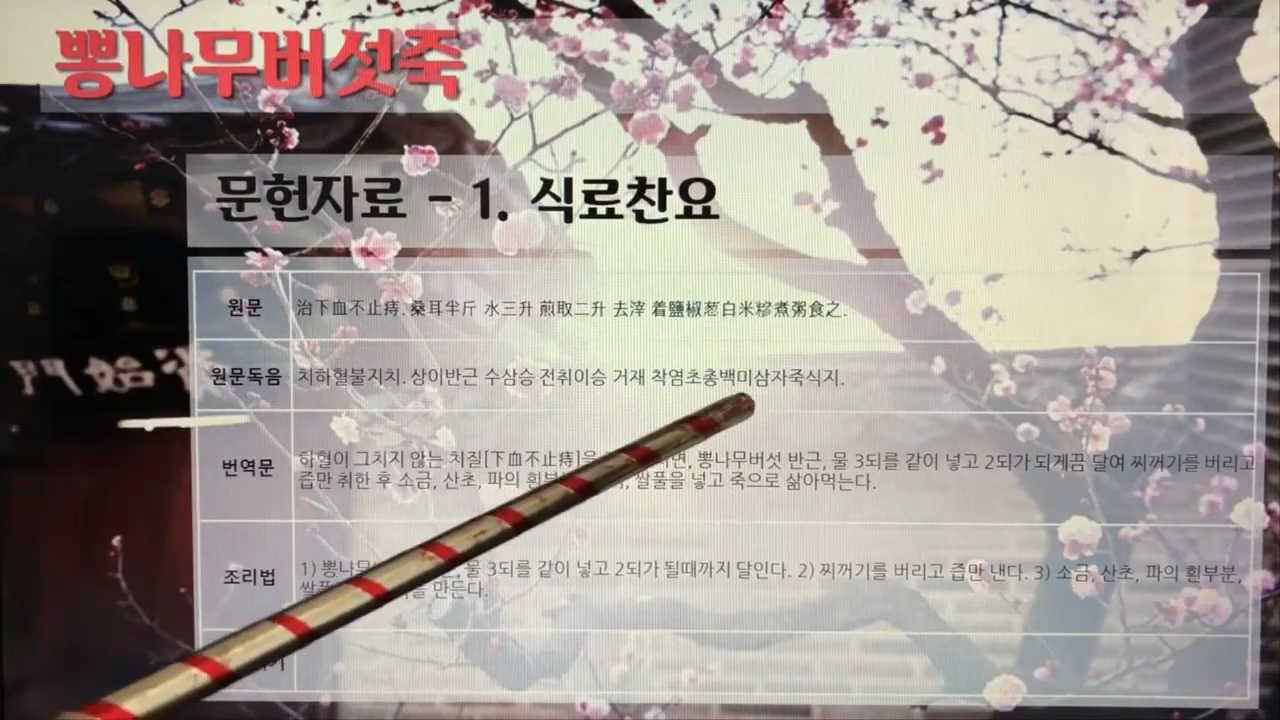 뽕나무버섯죽
문헌자료 - 1. 식료찬요
원문 治下血不止痔. 桑耳半斤 水三升 煎取二升 去滓 着鹽椒葱白米糝煮粥食之.
원문독음 치하혈불지치. 상이반근 수삼승 전취이승 거재 착염초총백미삼자죽식지.
번역문 하혈이 그치지 않는 치질[下血不止痔]을 뽕나무버섯 반근, 물 3되를 같이 넣고 2되가 되게끔 달여 찌꺼기를 버리고
즙만 취한 후 소금, 산초, 파의 쌀풀을 넣고 죽으로 삶아먹는다.
조리법 1) 물 3되를 같이 넣고 2되가 될때까지 달인다. 2) 찌꺼기를 버리고 즙만 낸다. 3) 소금, 산초, 파의 흰부분,
만든다.